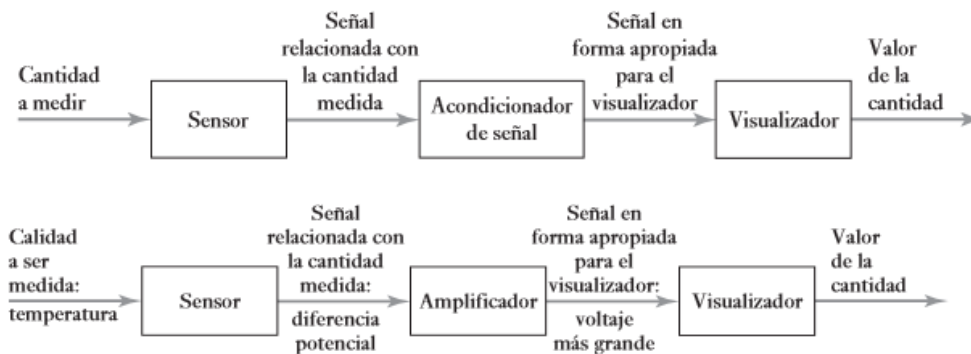 Cantidad
a medir
Sensor
Señal
relacionada con
la cantidad
medida
Acondicionador
de señal
Señal en
forma apropiada
para el
visualizador
Visualizador
Valor
de la
cantidad
Calidad
a ser
medida:
temperatura
Sensor
Señal
relacionada con
la cantidad
medida:
diferencia
potencial
Amplificador
Señal en
forma apropiada
para el
visualizador:
voltaje
más grande
Visualizador
Valor
de la
cantidad